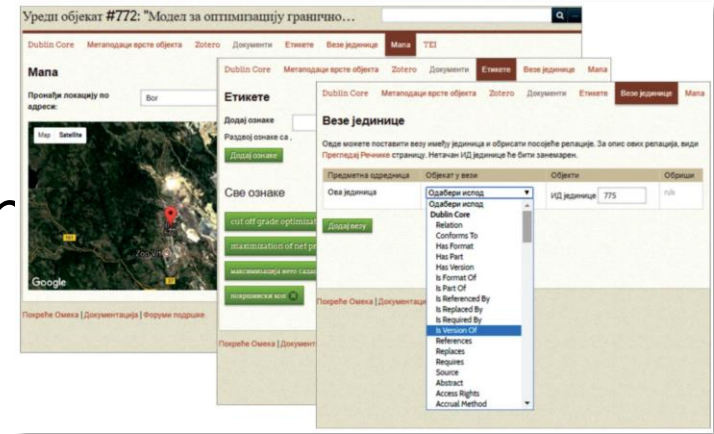 Уреди објекат #772: "Модел за оптимизацију гранично…
Dublin Core Метаподаци врсте објекта Zotero Документи Етикете Везе јединице Мапа TEI
Мапа
Пронађи локацију по адреси:
Bor
Map Satellite
Google
Покреће Омека | Документација | Форуми подршке
Dublin Core Метаподаци врсте објекта Zotero Документи Етикете Везе јединице Мапа
Етикете
Додај ознаке
Раздвој ознаке са ,
Додај ознаке
Све ознаке
cut off grade optimizat
maximization of net pr
максимизација нето садаш
површински коп
Покреће Омека | Документ
Dublin Core Метаподаци врсте објекта Zotero Документи Етикете Везе јединице Мапа
Везе јединице
Овде можете поставити везу између јединица и обрисати постојеће релације. За опис ових релација, види
Прегледај Речнике страницу. Нетачан ИД јединице ће бити занемарен.
Предметна одредница Објекат у вези Објекти Обриши
Ова јединица Одабери испод ИД јединице 775 n/a
Додај везу
Одабери испод
Dublin Core
Relation
Conforms To
Has Format
Has Part
Has Version
Is Format Of
Is Part Of
Is Referenced By
Is Replaced By
Is Required By
Is Version Of
References
Replaces
Requires
Source
Abstract
Access Rights
Accrual Method
Покреће Омека | Документаци